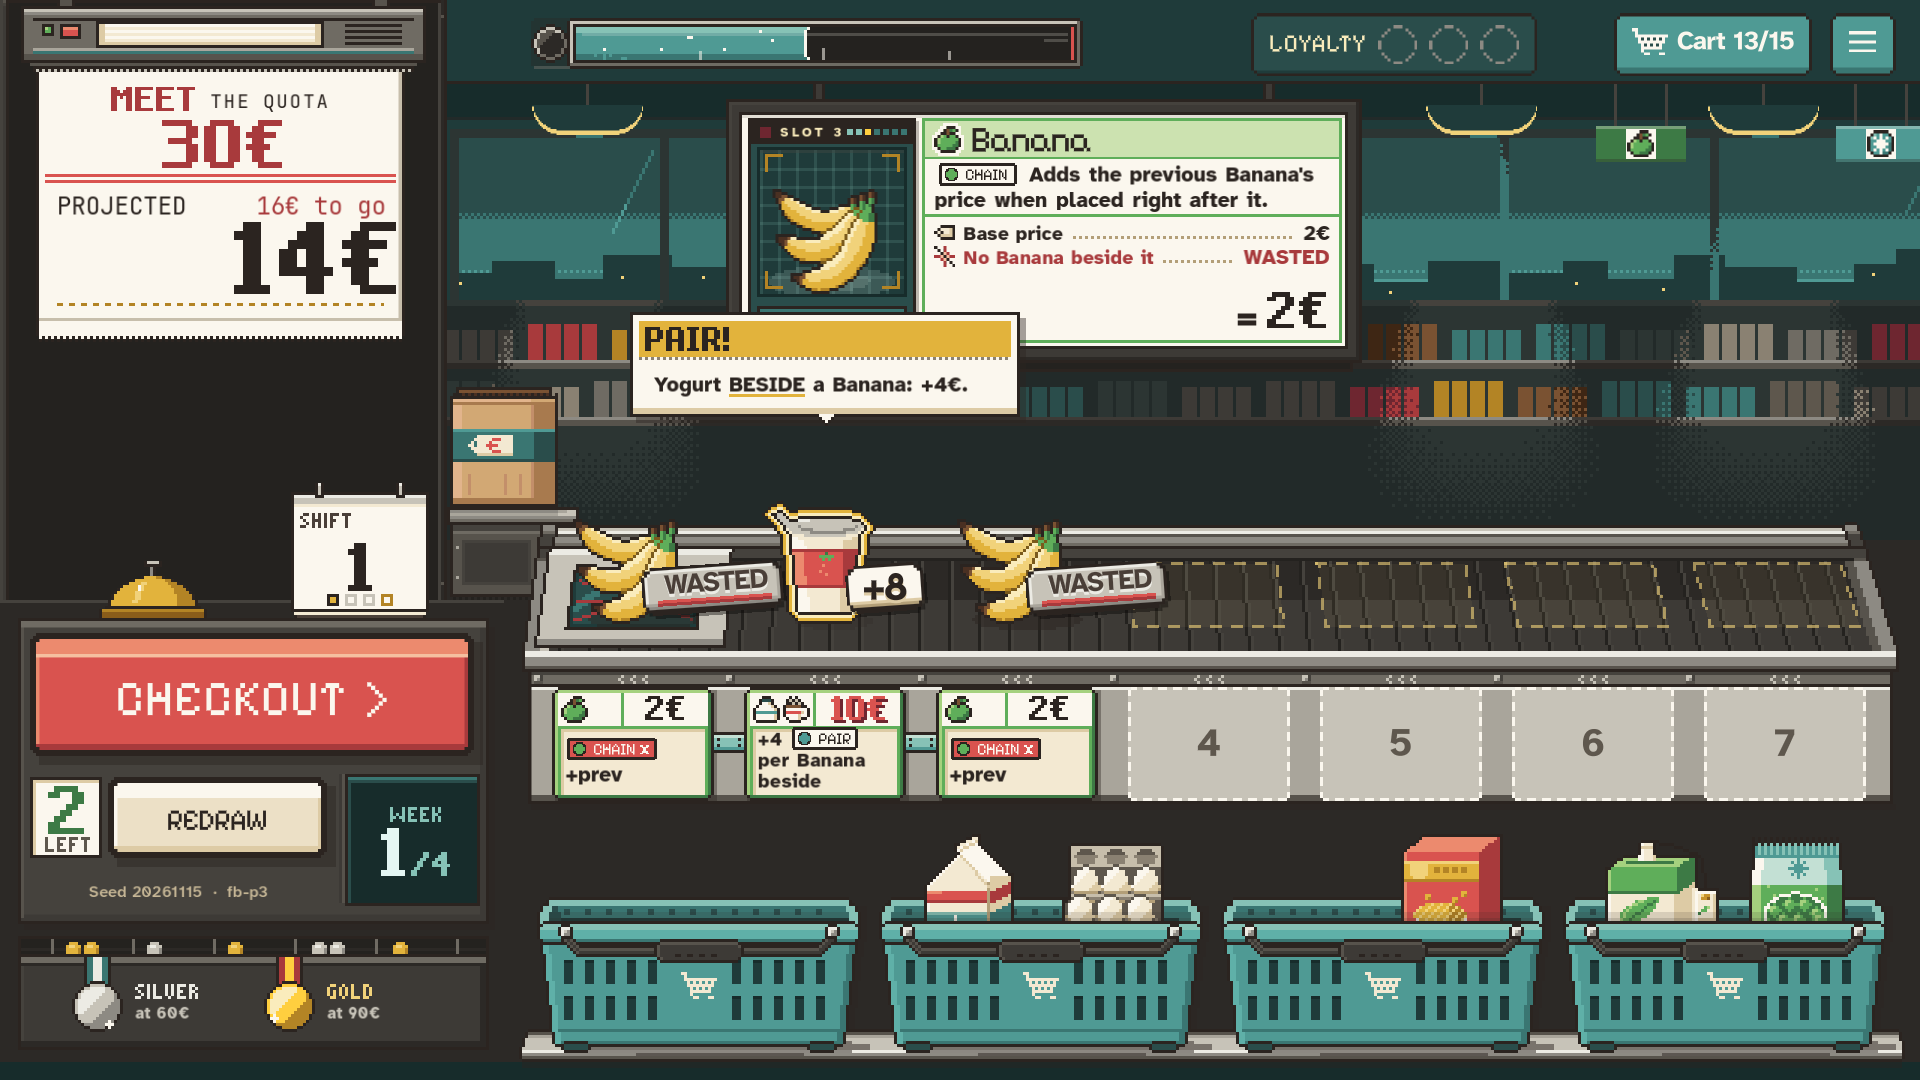 MEET THE QUOTA
30€
PROJECTED
16€ to go
14€
LOYALTY
Cart 13/15
SLOT 3
Banana
CHAIN Adds the previous Banana's
price when placed right after it.
Base price 2€
No Banana beside it WASTED
=2€
PAIR!
Yogurt BESIDE a Banana: +4€.
€
SHIFT
1
WASTED
+8
WASTED
CHECKOUT >
2€
CHAIN x
+prev
10€
+4 PAIR
per Banana
beside
2€
CHAIN x
+prev
4
5
6
7
2
LEFT
REDRAW
WEEK
1/4
Seed 20261115 · fb-p3
SILVER
at 60€
GOLD
at 90€